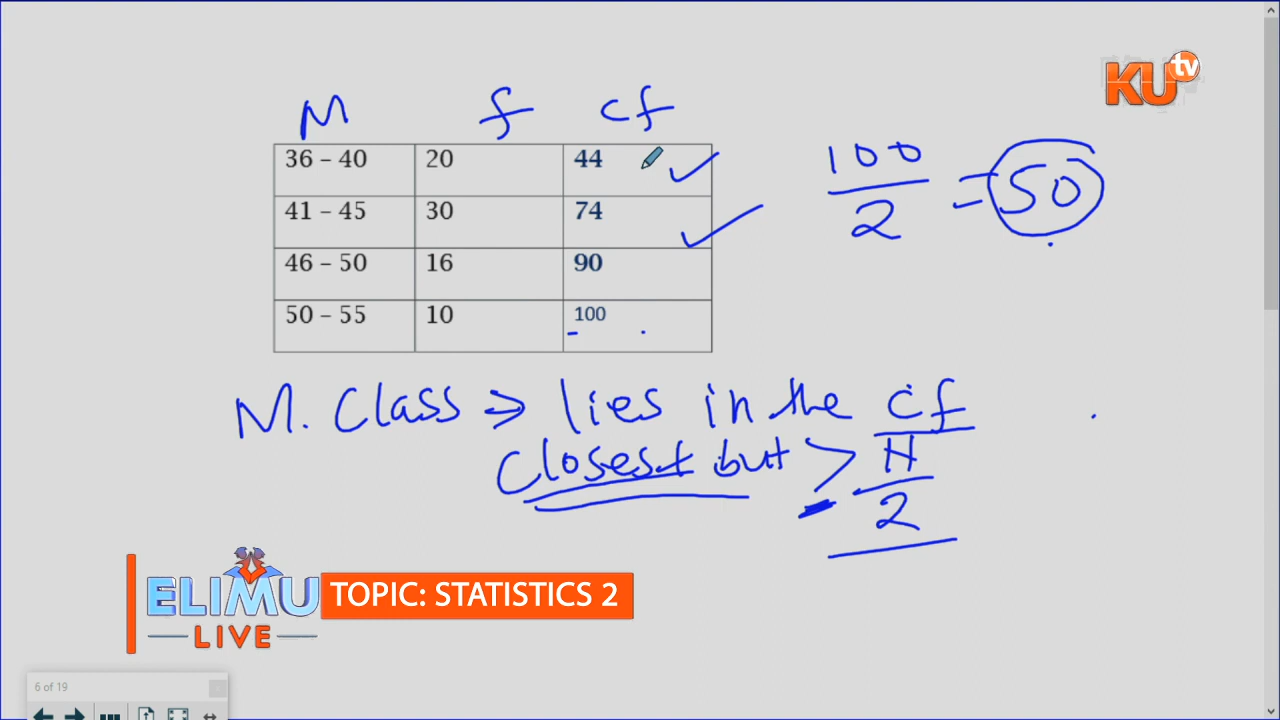 KU tv
M f cf
36 – 40 20 44
41 – 45 30 74
46 – 50 16 90
50 – 55 10 100
100
2
= 50
M. Class ⇒ lies in the cf
closest but > N
2
ELIMU
LIVE
TOPIC: STATISTICS 2
6 of 19